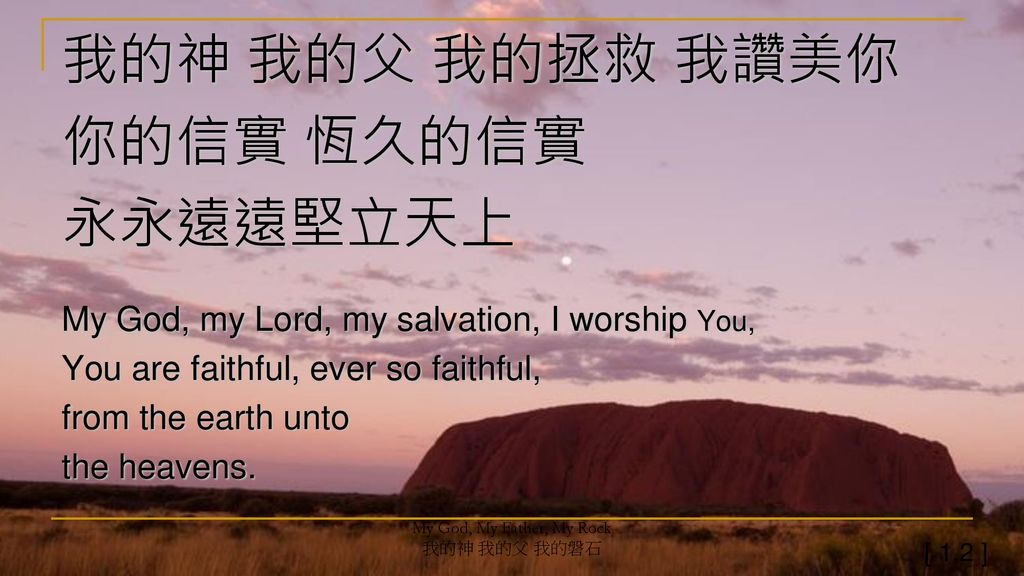 我的神 我的父 我的拯救 我讚美你
你的信實 恆久的信實
永永遠遠堅立天上
My God, my Lord, my salvation, I worship You,
You are faithful, ever so faithful,
from the earth unto
the heavens.
My God, My Father, My Rock
我的神 我的父 我的磐石
[ 1 2 ]